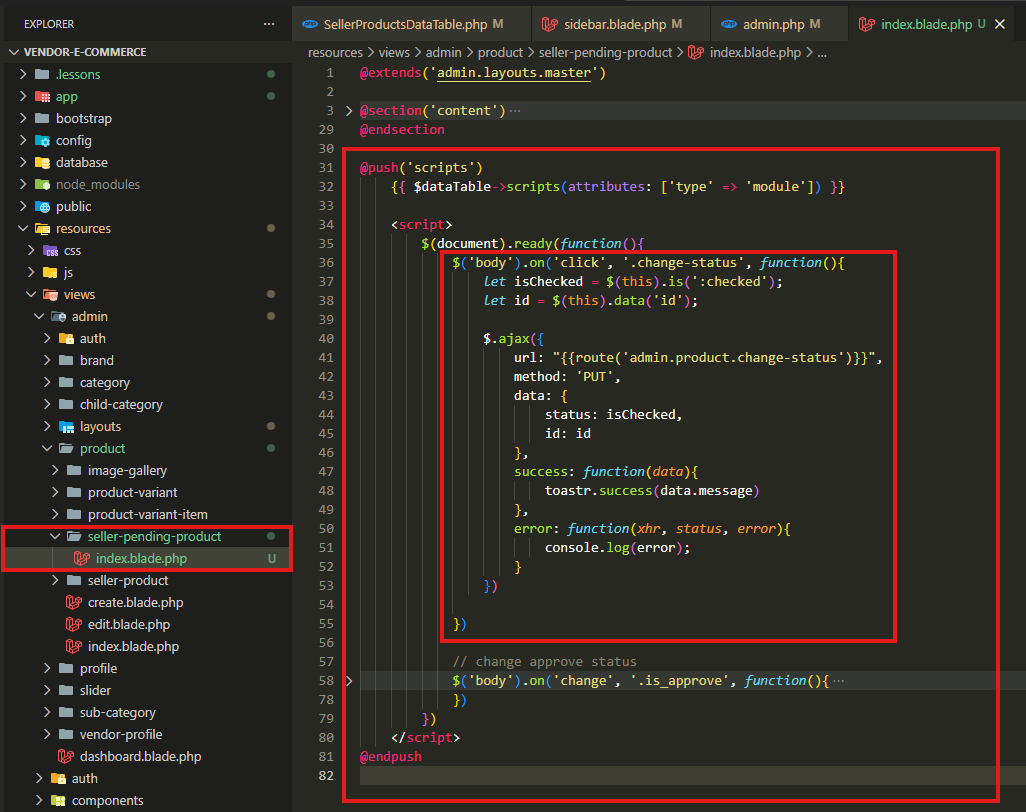 EXPLORER ···
VENDOR-E-COMMERCE
.lessons
app
bootstrap
config
database
node_modules
public
resources
css
js
views
admin
auth
brand
category
child-category
layouts
product
image-gallery
product-variant
product-variant-item
seller-pending-product
index.blade.php U
seller-product
create.blade.php
edit.blade.php
index.blade.php
profile
slider
sub-category
vendor-profile
dashboard.blade.php
auth
components
SellerProductsDataTable.php M sidebar.blade.php M admin.php M index.blade.php U
resources > views > admin > product > seller-pending-product > index.blade.php > ...
1 @extends('admin.layouts.master')
2
3 @section('content') ···
29 @endsection
30
31 @push('scripts')
32 {{ $dataTable->scripts(attributes: ['type' => 'module']) }}
33
34 <script>
35 $(document).ready(function(){
36 $('body').on('click', '.change-status', function(){
37 let isChecked = $(this).is(':checked');
38 let id = $(this).data('id');
39
40 $.ajax({
41 url: "{{route('admin.product.change-status')}}",
42 method: 'PUT',
43 data: {
44 status: isChecked,
45 id: id
46 },
47 success: function(data){
48 toastr.success(data.message)
49 },
50 error: function(xhr, status, error){
51 console.log(error);
52 }
53 })
54
55 })
56
57 // change approve status
58 $('body').on('change', '.is_approve', function(){ ···
78 })
79 })
80 </script>
81 @endpush
82